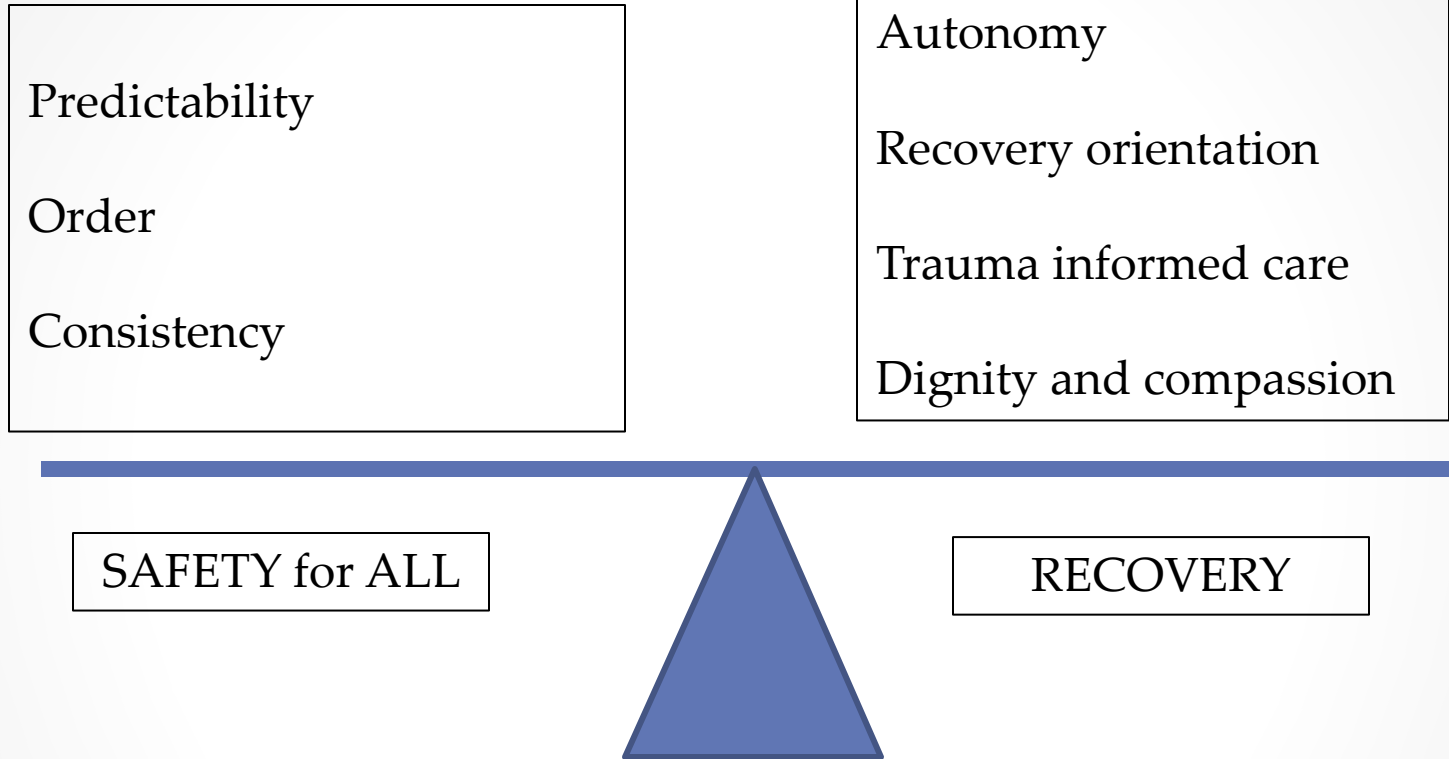 Predictability
Order
Consistency
Autonomy
Recovery orientation
Trauma informed care
Dignity and compassion
SAFETY for ALL
RECOVERY